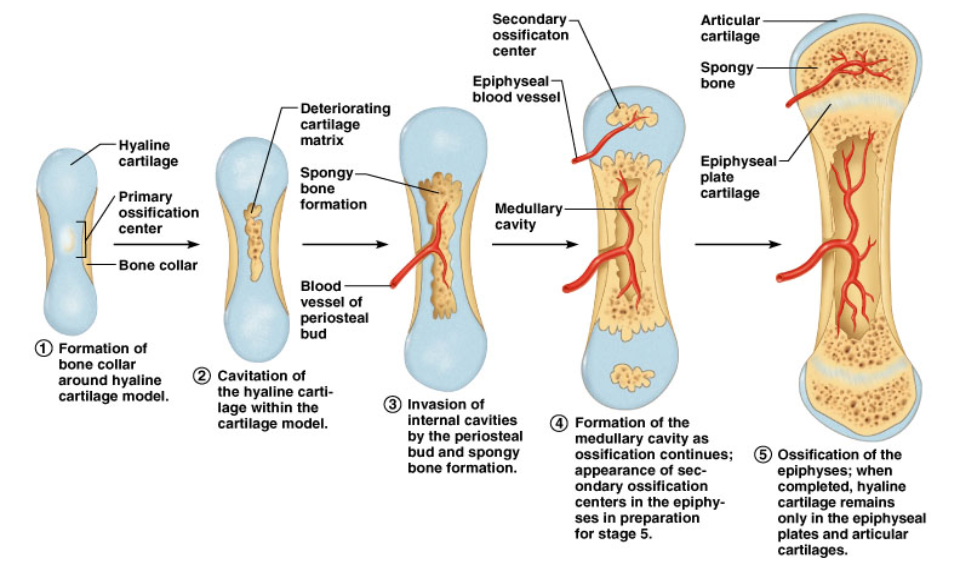 Hyaline
cartilage
Primary
ossification
center
Bone collar
① Formation of
bone collar
around hyaline
cartilage model.
Deteriorating
cartilage
matrix
② Cavitation of
the hyaline carti-
lage within the
cartilage model.
Spongy
bone
formation
Blood
vessel of
periosteal
bud
③ Invasion of
internal cavities
by the periosteal
bud and spongy
bone formation.
Secondary
ossificaton
center
Epiphyseal
blood vessel
Medullary
cavity
④ Formation of the
medullary cavity as
ossification continues;
appearance of sec-
ondary ossification
centers in the epiphy-
ses in preparation
for stage 5.
Articular
cartilage
Spongy
bone
Epiphyseal
plate
cartilage
⑤ Ossification of the
epiphyses; when
completed, hyaline
cartilage remains
only in the epiphyseal
plates and articular
cartilages.